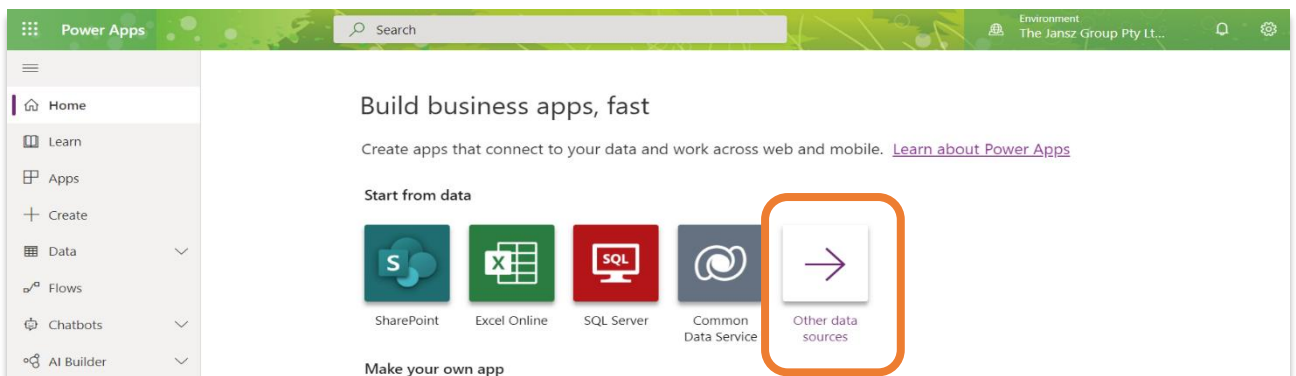 Power Apps
Search
Environment
The Jansz Group Pty Lt...
Home
Learn
Apps
Create
Data
Flows
Chatbots
AI Builder
Build business apps, fast
Create apps that connect to your data and work across web and mobile. Learn about Power Apps
Start from data
S
X
SQL
SharePoint
Excel Online
SQL Server
Common
Data Service
Other data
sources
Make your own app